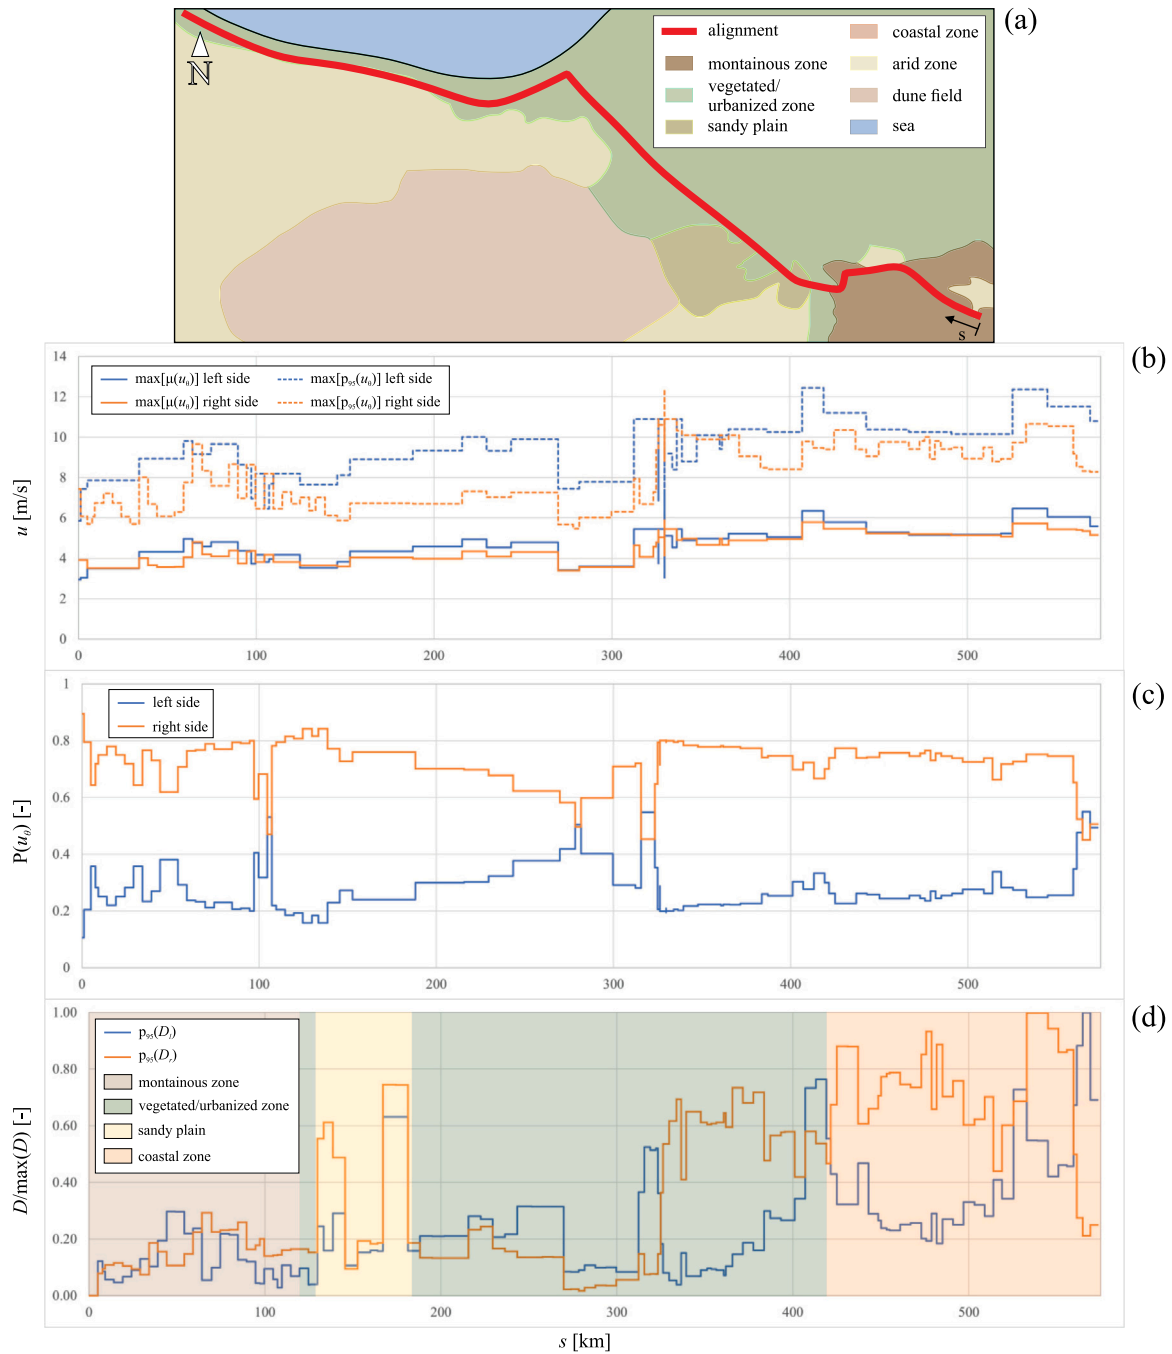 (a)
alignment
coastal zone
montainous zone
arid zone
vegetated/
urbanized zone
dune field
sandy plain
sea
N
s
(b)
14
12
10
8
6
4
2
0
u [m/s]
max[μ(uθ)] left side
max[p95(uθ)] left side
max[μ(uθ)] right side
max[p95(uθ)] right side
0 100 200 300 400 500
(c)
1
0.8
0.6
0.4
0.2
0
P(uθ) [-]
left side
right side
0 100 200 300 400 500
(d)
1.00
0.80
0.60
0.40
0.20
0.00
D/max(D) [-]
p95(Dl)
p95(Dr)
montainous zone
vegetated/urbanized zone
sandy plain
coastal zone
0 100 200 300 400 500
s [km]